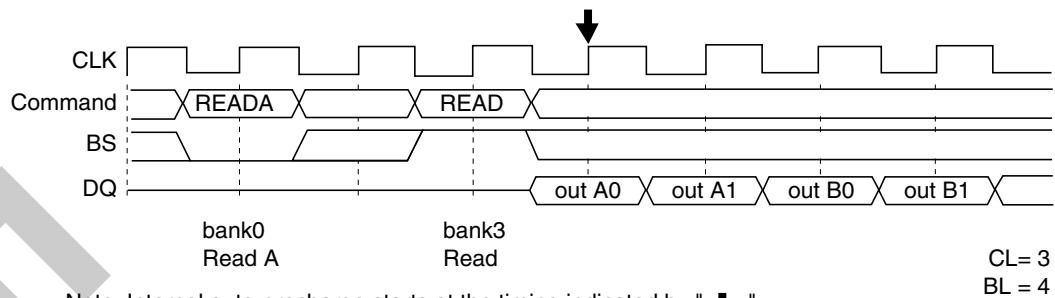 CLK
Command READA READ
BS
DQ out A0 out A1 out B0 out B1
bank0 bank3
Read A Read
CL= 3
BL = 4
Note: Internal auto-precharge starts at the timing indicated by " ".